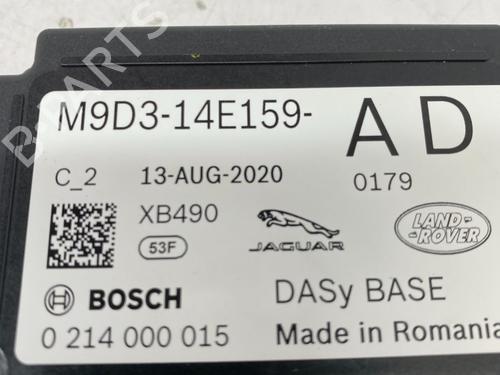 M9D3-14E159- AD
C_2 13-AUG-2020 0179
XB490
53F
JAGUAR
LAND-
ROVER
BOSCH DASy BASE
0 214 000 015 Made in Romania